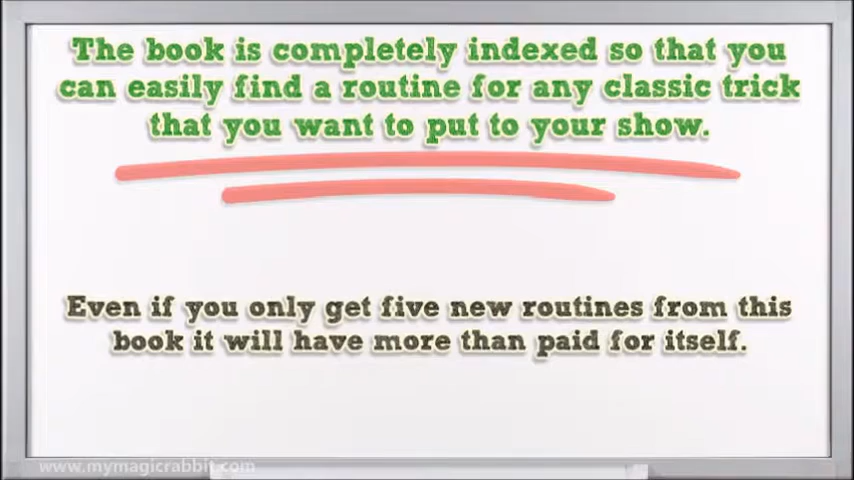 The book is completely indexed so that you
can easily find a routine for any classic trick
that you want to put to your show.
Even if you only get five new routines from this
book it will have more than paid for itself.
www.mymagicrabbit.com